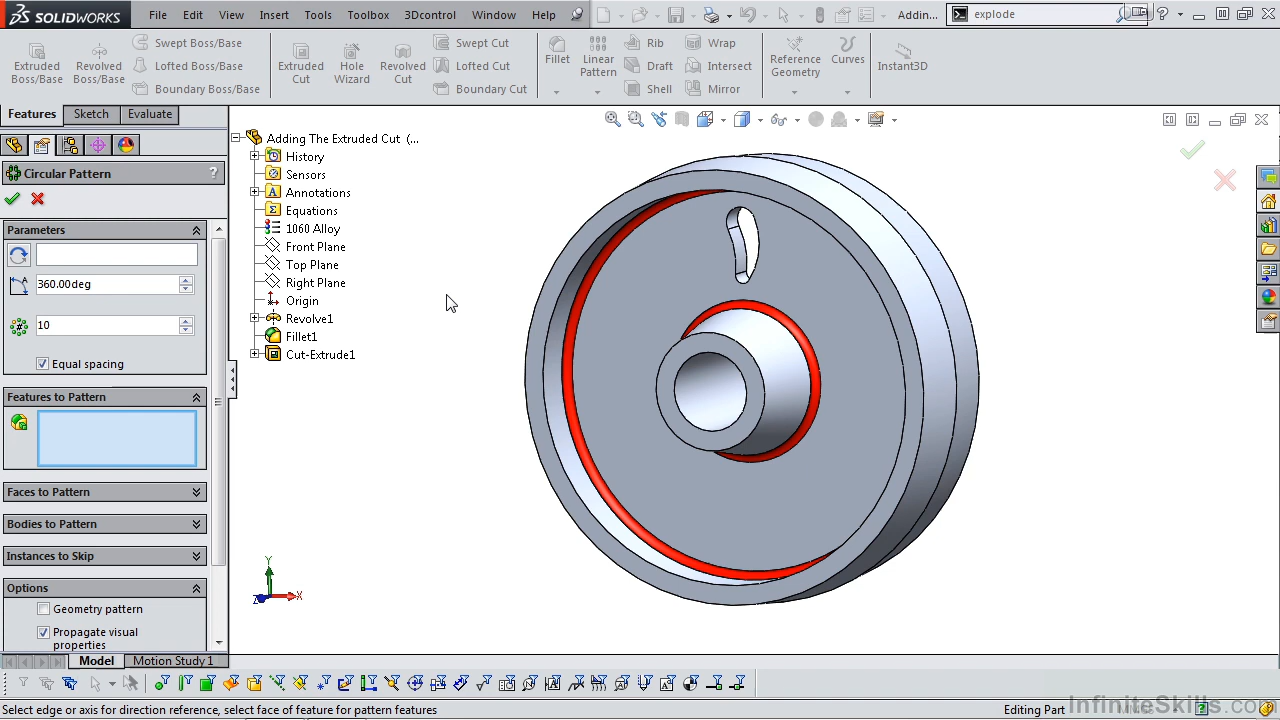 SOLIDWORKS File Edit View Insert Tools Toolbox 3Dcontrol Window Help Addin... explode
Extruded Boss/Base
Revolved Boss/Base
Swept Boss/Base
Lofted Boss/Base
Boundary Boss/Base
Extruded Cut
Hole Wizard
Revolved Cut
Swept Cut
Lofted Cut
Boundary Cut
Fillet
Linear Pattern
Rib
Draft
Shell
Wrap
Intersect
Mirror
Reference Geometry
Curves
Instant3D
Features Sketch Evaluate
Circular Pattern ?
Parameters
360.00deg
10
Equal spacing
Features to Pattern
Faces to Pattern
Bodies to Pattern
Instances to Skip
Options
Geometry pattern
Propagate visual
properties
Adding The Extruded Cut (...
History
Sensors
Annotations
Equations
1060 Alloy
Front Plane
Top Plane
Right Plane
Origin
Revolve1
Fillet1
Cut-Extrude1
Y
X
Z
Model Motion Study 1
Select edge or axis for direction reference, select face of feature for pattern features
Editing Part
MMGS
InfiniteSkills.com